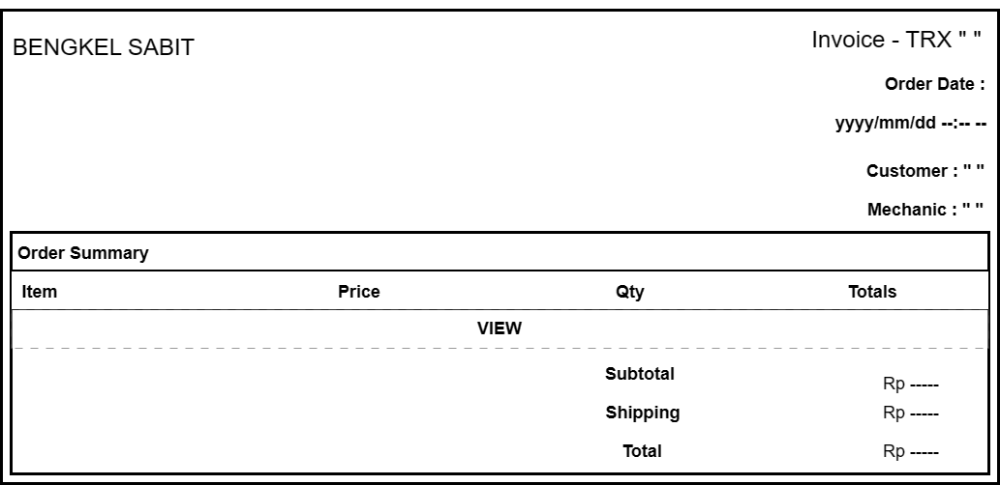 BENGKEL SABIT
Invoice - TRX " "
Order Date :
yyyy/mm/dd --:-- --
Customer : " "
Mechanic : " "
Order Summary
Item Price Qty Totals
VIEW
Subtotal Rp -----
Shipping Rp -----
Total Rp -----